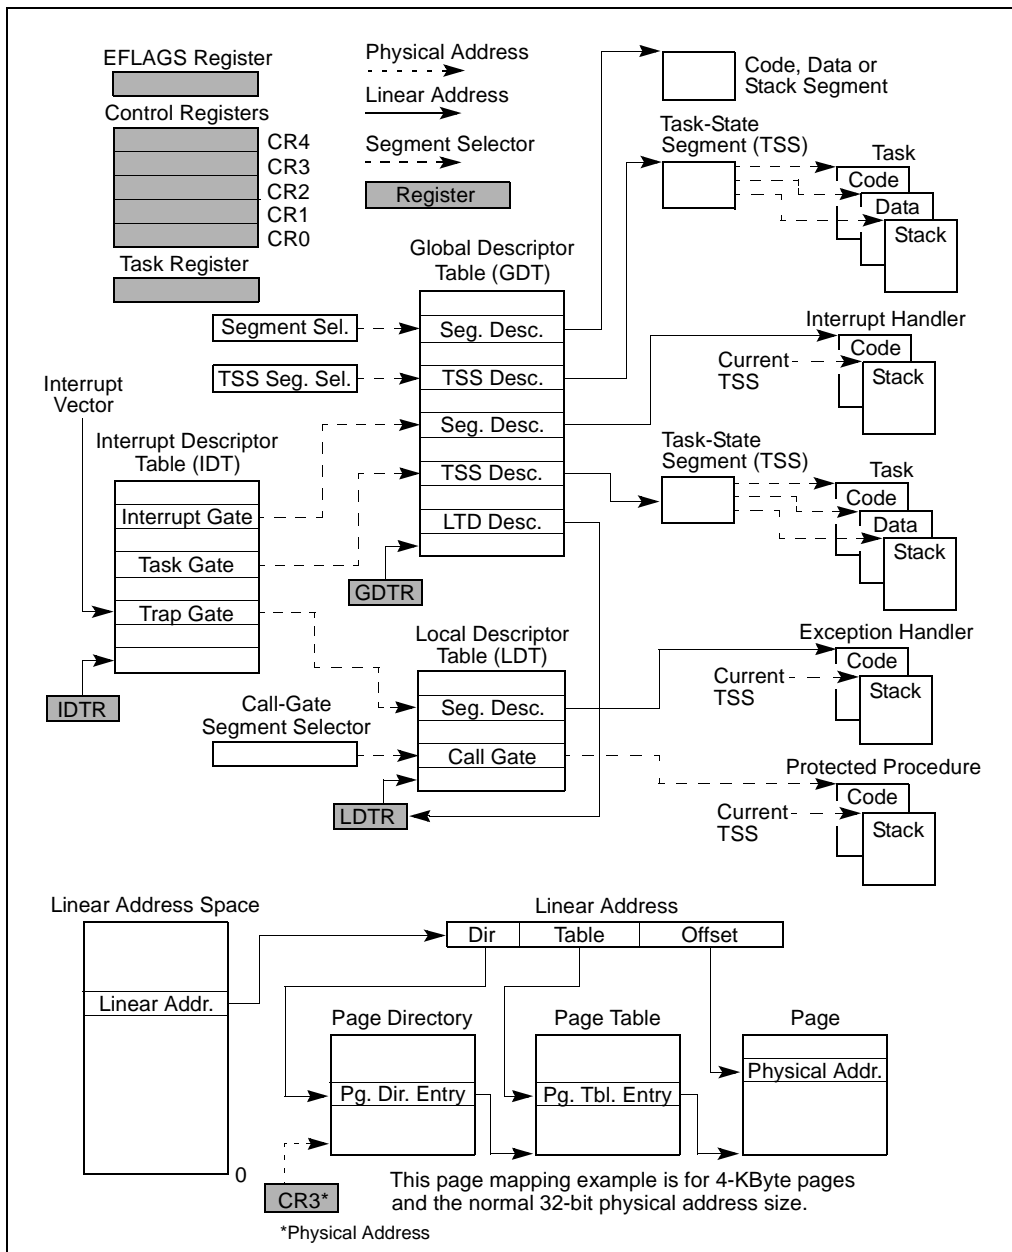 EFLAGS Register
Control Registers
CR4
CR3
CR2
CR1
CR0
Task Register
Physical Address
Linear Address
Segment Selector
Register
Code, Data or
Stack Segment
Task-State
Segment (TSS)
Task
Code
Data
Stack
Global Descriptor
Table (GDT)
Segment Sel.
Seg. Desc.
TSS Seg. Sel.
TSS Desc.
Seg. Desc.
TSS Desc.
LTD Desc.
GDTR
Interrupt Handler
Code
Current
TSS
Stack
Interrupt
Vector
Interrupt Descriptor
Table (IDT)
Interrupt Gate
Task Gate
Trap Gate
IDTR
Task-State
Segment (TSS)
Task
Code
Data
Stack
Local Descriptor
Table (LDT)
Seg. Desc.
Call Gate
Call-Gate
Segment Selector
LDTR
Exception Handler
Code
Current
TSS
Stack
Protected Procedure
Code
Current
TSS
Stack
Linear Address Space
Linear Addr.
0
Linear Address
Dir
Table
Offset
Page Directory
Pg. Dir. Entry
Page Table
Pg. Tbl. Entry
Page
Physical Addr.
CR3*
*Physical Address
This page mapping example is for 4-KByte pages
and the normal 32-bit physical address size.